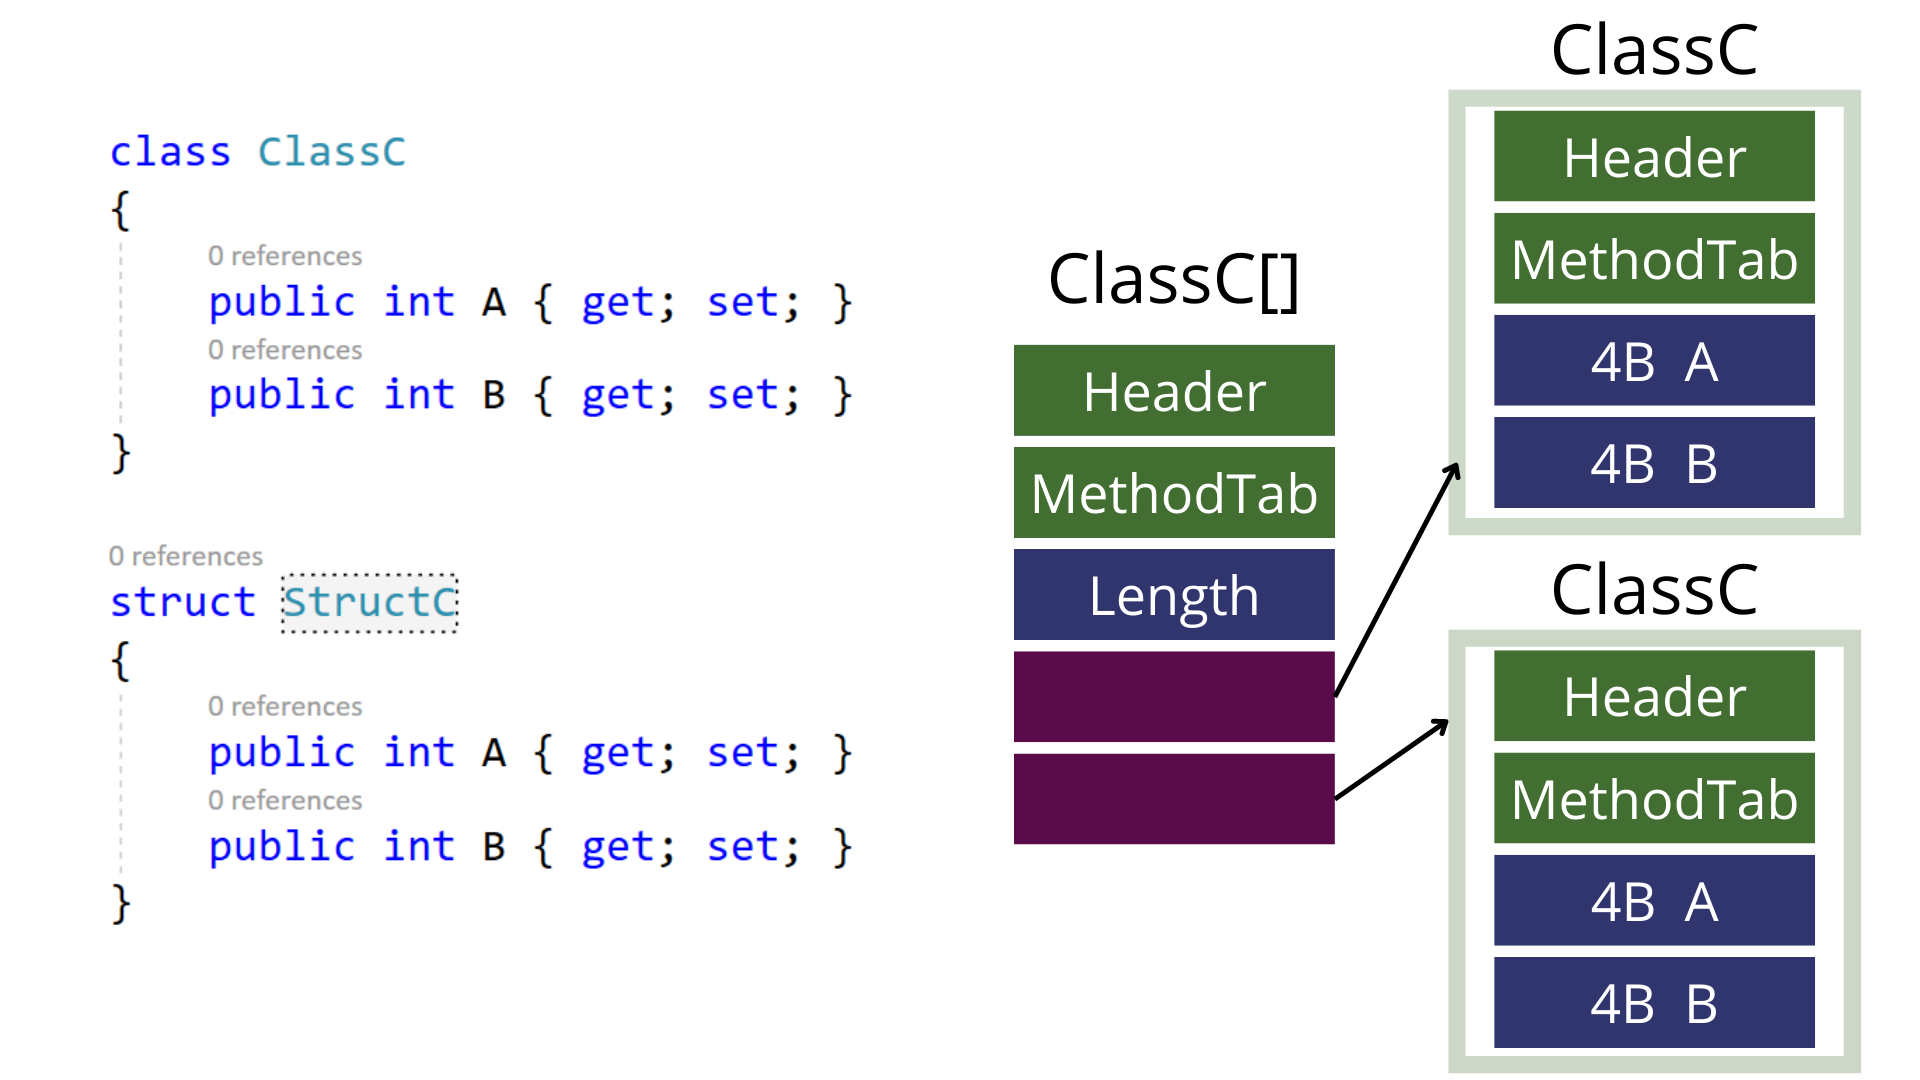 class ClassC
{
0 references
public int A { get; set; }
0 references
public int B { get; set; }
}
0 references
struct StructC
{
0 references
public int A { get; set; }
0 references
public int B { get; set; }
}
ClassC[]
Header
MethodTab
Length
ClassC
Header
MethodTab
4B A
4B B
ClassC
Header
MethodTab
4B A
4B B